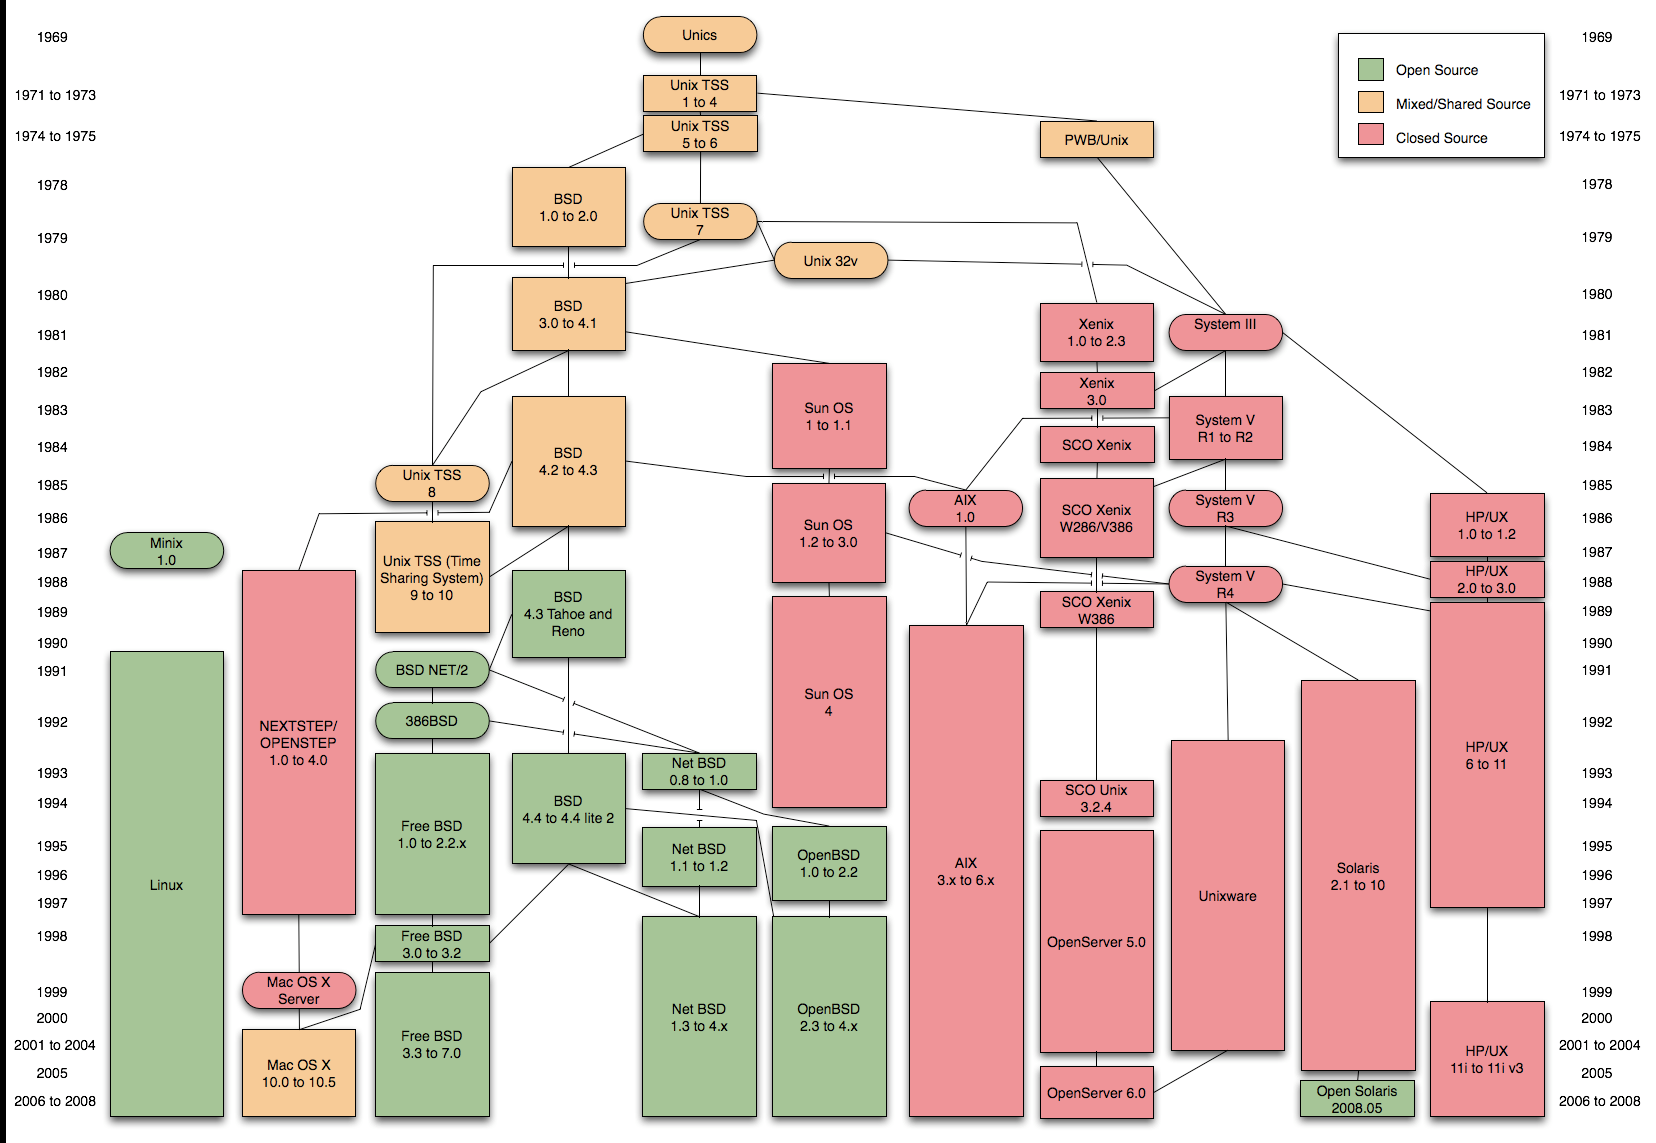 1969
1971 to 1973
1974 to 1975
1978
1979
1980
1981
1982
1983
1984
1985
1986
1987
1988
1989
1990
1991
1992
1993
1994
1995
1996
1997
1998
1999
2000
2001 to 2004
2005
2006 to 2008
Unics
Unix TSS
1 to 4
Unix TSS
5 to 6
PWB/Unix
BSD
1.0 to 2.0
Unix TSS
7
Unix 32v
BSD
3.0 to 4.1
Xenix
1.0 to 2.3
System III
Xenix
3.0
Sun OS
1 to 1.1
BSD
4.2 to 4.3
SCO Xenix
System V
R1 to R2
Unix TSS
8
Sun OS
1.2 to 3.0
AIX
1.0
SCO Xenix
W286/V386
System V
R3
HP/UX
1.0 to 1.2
Minix
1.0
Unix TSS (Time
Sharing System)
9 to 10
System V
R4
HP/UX
2.0 to 3.0
BSD
4.3 Tahoe and
Reno
SCO Xenix
W386
BSD NET/2
386BSD
Sun OS
4
NEXTSTEP/
OPENSTEP
1.0 to 4.0
HP/UX
6 to 11
Net BSD
0.8 to 1.0
SCO Unix
3.2.4
BSD
4.4 to 4.4 lite 2
Free BSD
1.0 to 2.2.x
Net BSD
1.1 to 1.2
OpenBSD
1.0 to 2.2
Linux
AIX
3.x to 6.x
Solaris
2.1 to 10
Unixware
OpenServer 5.0
Free BSD
3.0 to 3.2
Mac OS X
Server
Net BSD
1.3 to 4.x
OpenBSD
2.3 to 4.x
Free BSD
3.3 to 7.0
Mac OS X
10.0 to 10.5
HP/UX
11i to 11i v3
OpenServer 6.0
Open Solaris
2008.05
Open Source
Mixed/Shared Source
Closed Source
1969
1971 to 1973
1974 to 1975
1978
1979
1980
1981
1982
1983
1984
1985
1986
1987
1988
1989
1990
1991
1992
1993
1994
1995
1996
1997
1998
1999
2000
2001 to 2004
2005
2006 to 2008